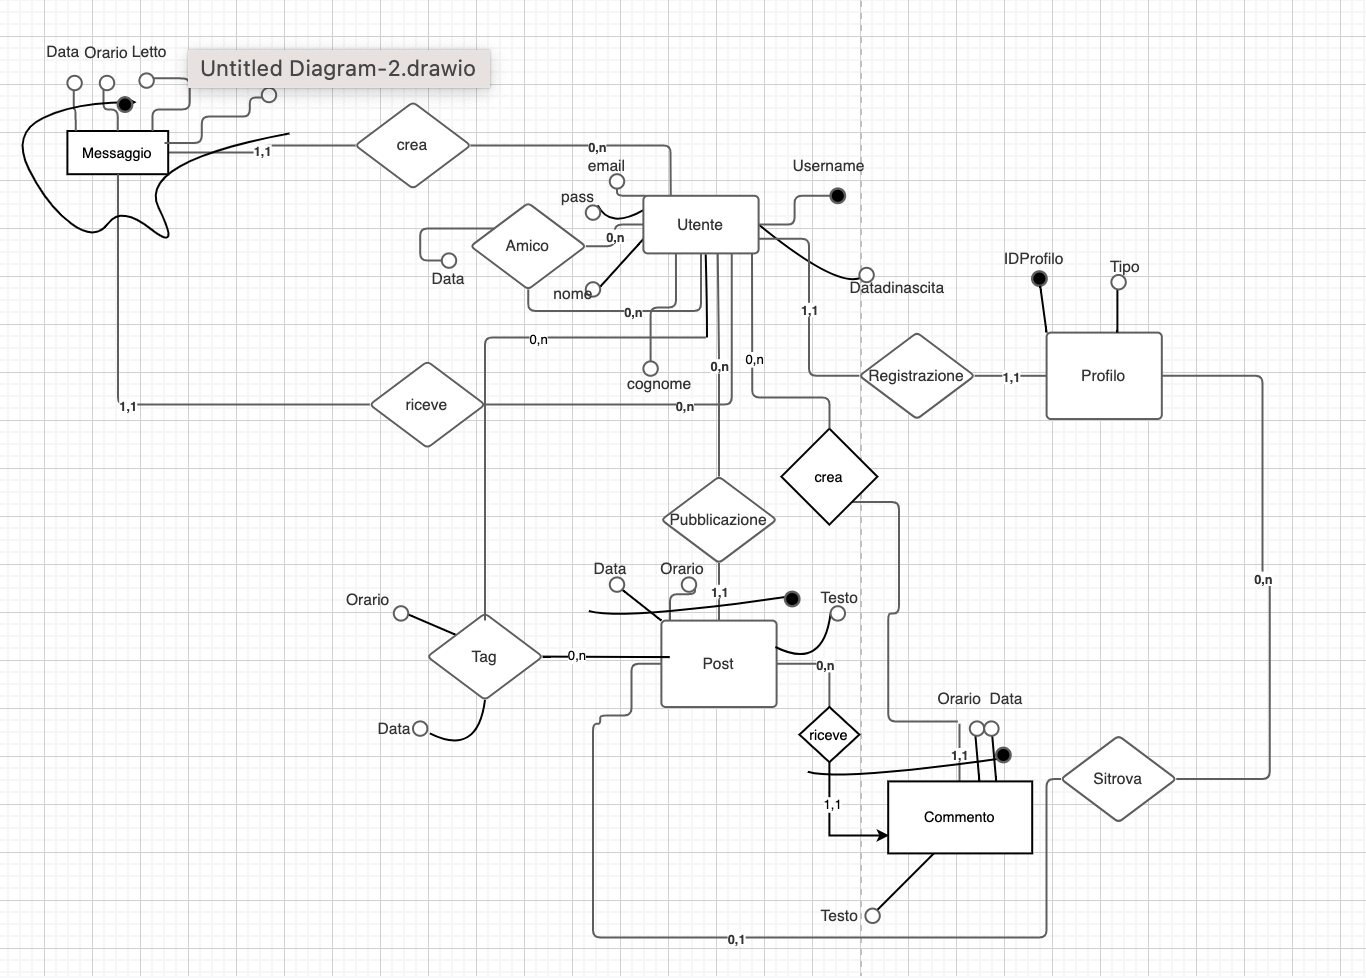 Data Orario Letto
Untitled Diagram-2.drawio
Messaggio
1,1
crea
0,n
email
pass
Username
Utente
Amico
0,n
Data
nome
Datadinascita
IDProfilo
Tipo
0,n
1,1
0,n
cognome
0,n
0,n
Registrazione
1,1
Profilo
1,1
riceve
0,n
crea
Pubblicazione
Data
Orario
1,1
Testo
0,n
Orario
Tag
0,n
Post
0,n
Data
riceve
Orario Data
1,1
Sitrova
1,1
Commento
Testo
0,1